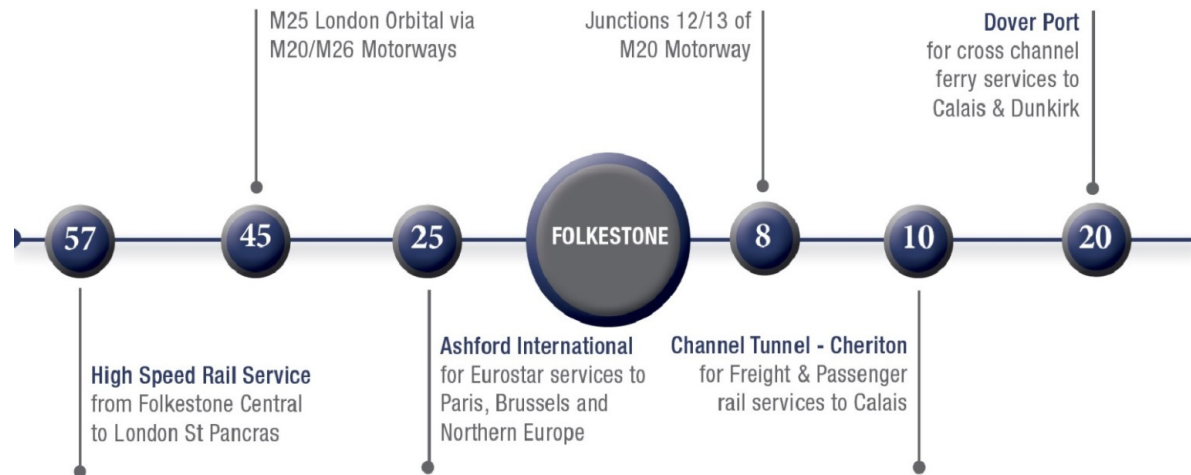 M25 London Orbital via
M20/M26 Motorways
Junctions 12/13 of
M20 Motorway
Dover Port
for cross channel
ferry services to
Calais & Dunkirk
57
45
25
FOLKESTONE
8
10
20
High Speed Rail Service
from Folkestone Central
to London St Pancras
Ashford International
for Eurostar services to
Paris, Brussels and
Northern Europe
Channel Tunnel - Cheriton
for Freight & Passenger
rail services to Calais